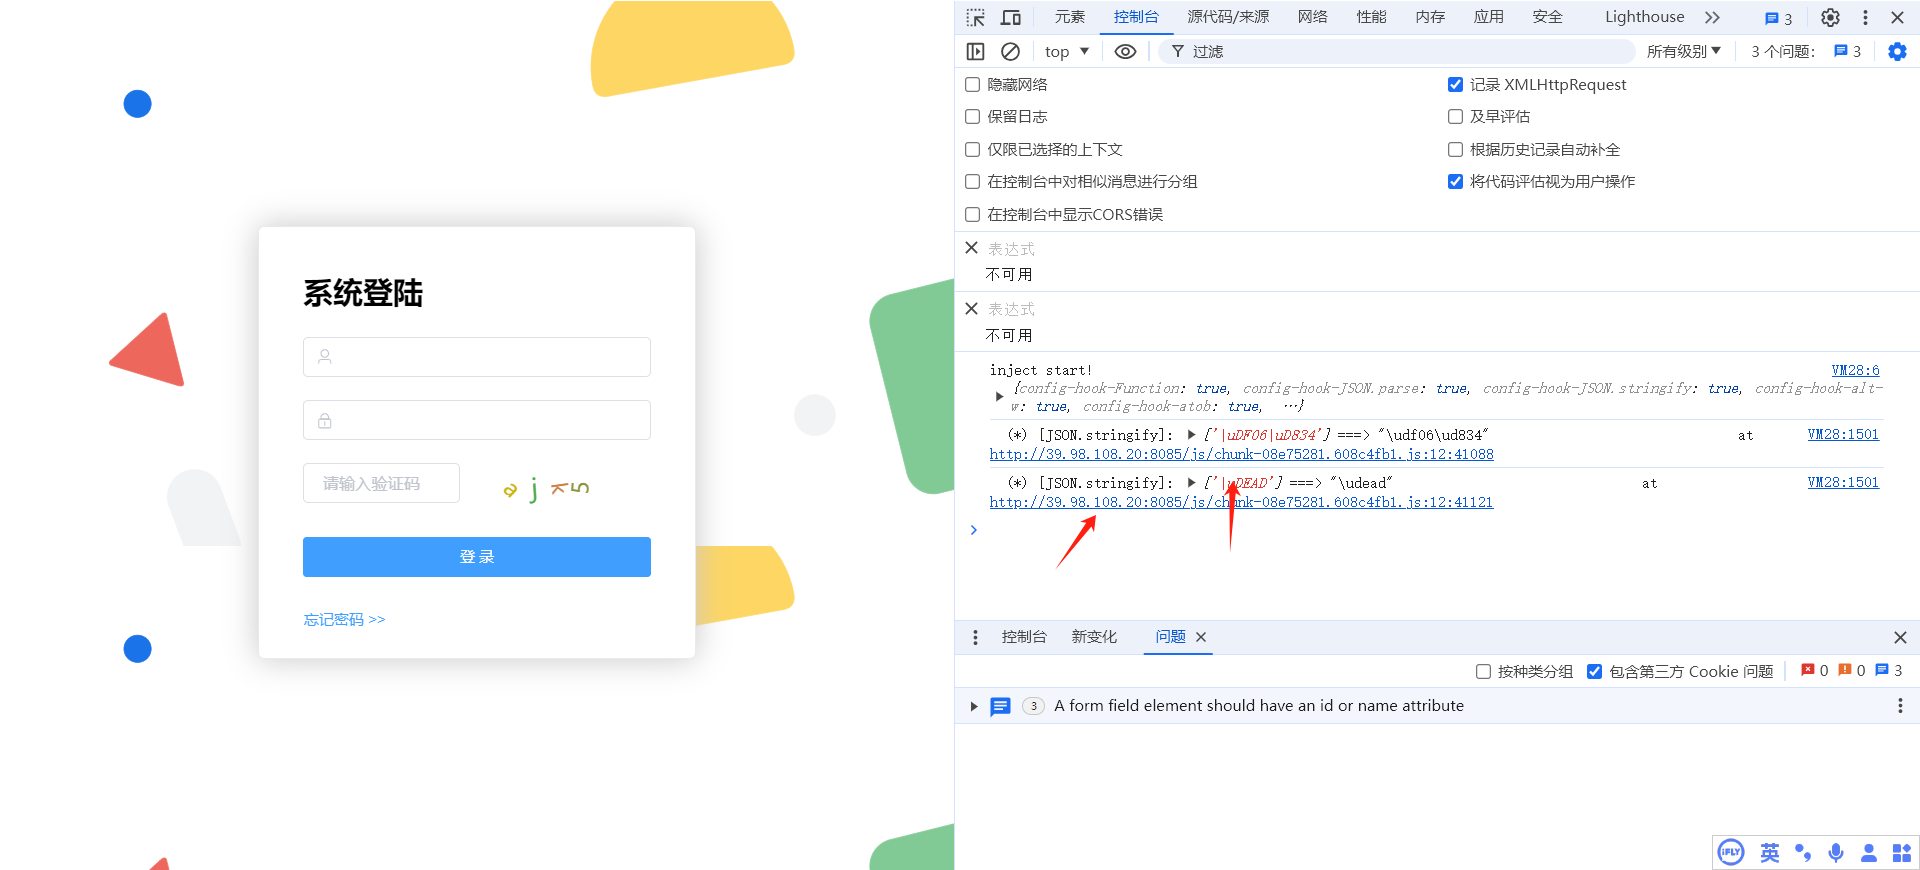 系统登陆
请输入验证码
a j K 5
登 录
忘记密码 >>
元素 控制台 源代码/来源 网络 性能 内存 应用 安全 Lighthouse 3
top 过滤 所有级别 3 个问题: 3
隐藏网络 记录 XMLHttpRequest
保留日志 及早评估
仅限已选择的上下文 根据历史记录自动补全
在控制台中对相似消息进行分组 将代码评估视为用户操作
在控制台中显示CORS错误
表达式
不可用
表达式
不可用
inject start! VM28:6
{config-hook-Function: true, config-hook-JSON.parse: true, config-hook-JSON.stringify: true, config-hook-alt-
w: true, config-hook-atob: true, …}
(*) [JSON.stringify]: ['|uDF06|uD834'] ===> "\udf06\ud834" at VM28:1501
http://39.98.108.20:8085/js/chunk-08e75281.608c4fb1.js:12:41088
(*) [JSON.stringify]: ['|uDEAD'] ===> "\udead" at VM28:1501
http://39.98.108.20:8085/js/chunk-08e75281.608c4fb1.js:12:41121
控制台 新变化 问题
按种类分组 包含第三方 Cookie 问题 0 0 3
3 A form field element should have an id or name attribute
iFLY 英